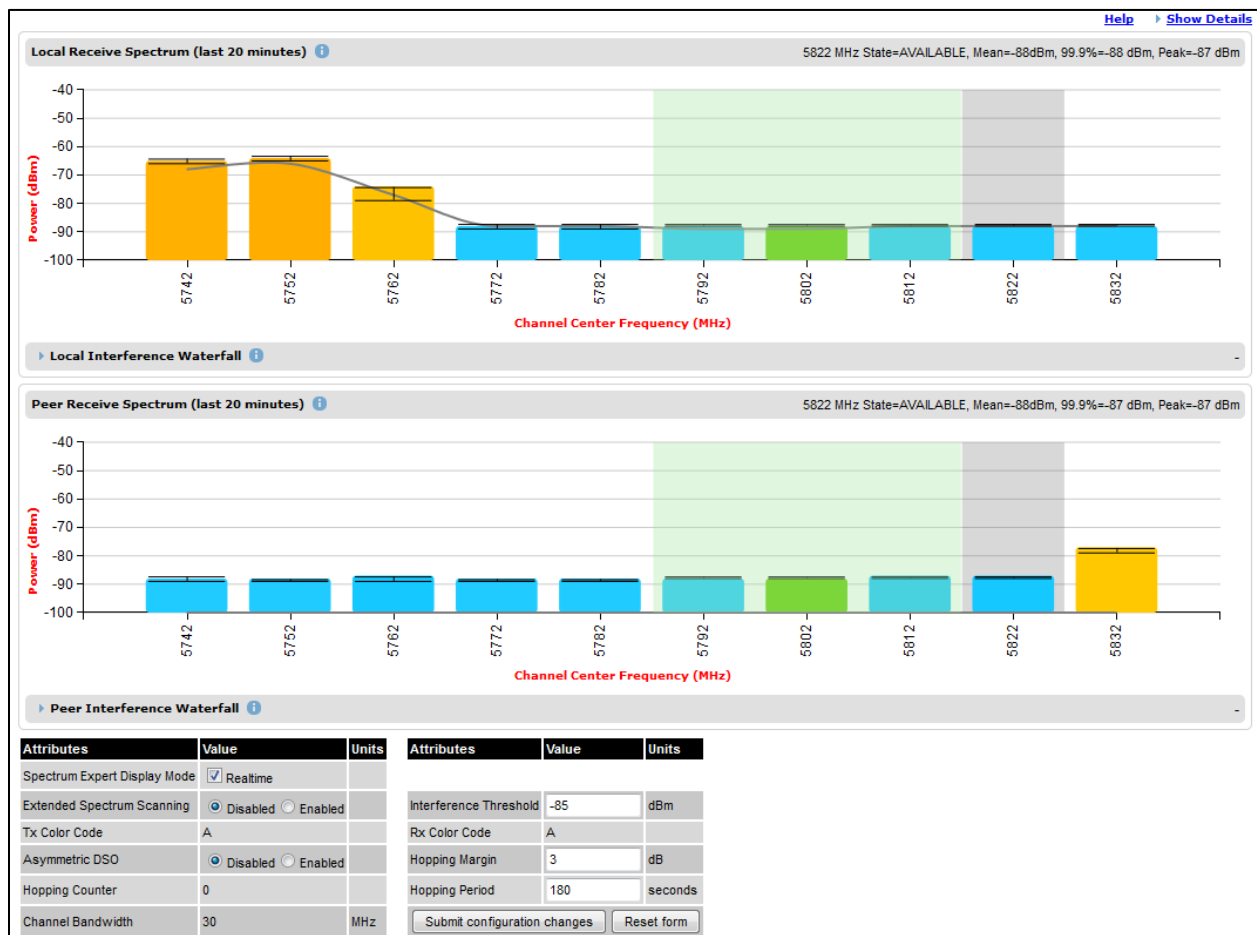 Help Show Details
Local Receive Spectrum (last 20 minutes) 5822 MHz State=AVAILABLE, Mean=-88dBm, 99.9%=-88 dBm, Peak=-87 dBm
Power (dBm)
-40
-50
-60
-70
-80
-90
-100
5742 5752 5762 5772 5782 5792 5802 5812 5822 5832
Channel Center Frequency (MHz)
Local Interference Waterfall -
Peer Receive Spectrum (last 20 minutes) 5822 MHz State=AVAILABLE, Mean=-88dBm, 99.9%=-87 dBm, Peak=-87 dBm
Power (dBm)
-40
-50
-60
-70
-80
-90
-100
5742 5752 5762 5772 5782 5792 5802 5812 5822 5832
Channel Center Frequency (MHz)
Peer Interference Waterfall -
Attributes Value Units Attributes Value Units
Spectrum Expert Display Mode Realtime
Extended Spectrum Scanning Disabled Enabled Interference Threshold -85 dBm
Tx Color Code A Rx Color Code A
Asymmetric DSO Disabled Enabled Hopping Margin 3 dB
Hopping Counter 0 Hopping Period 180 seconds
Channel Bandwidth 30 MHz Submit configuration changes Reset form